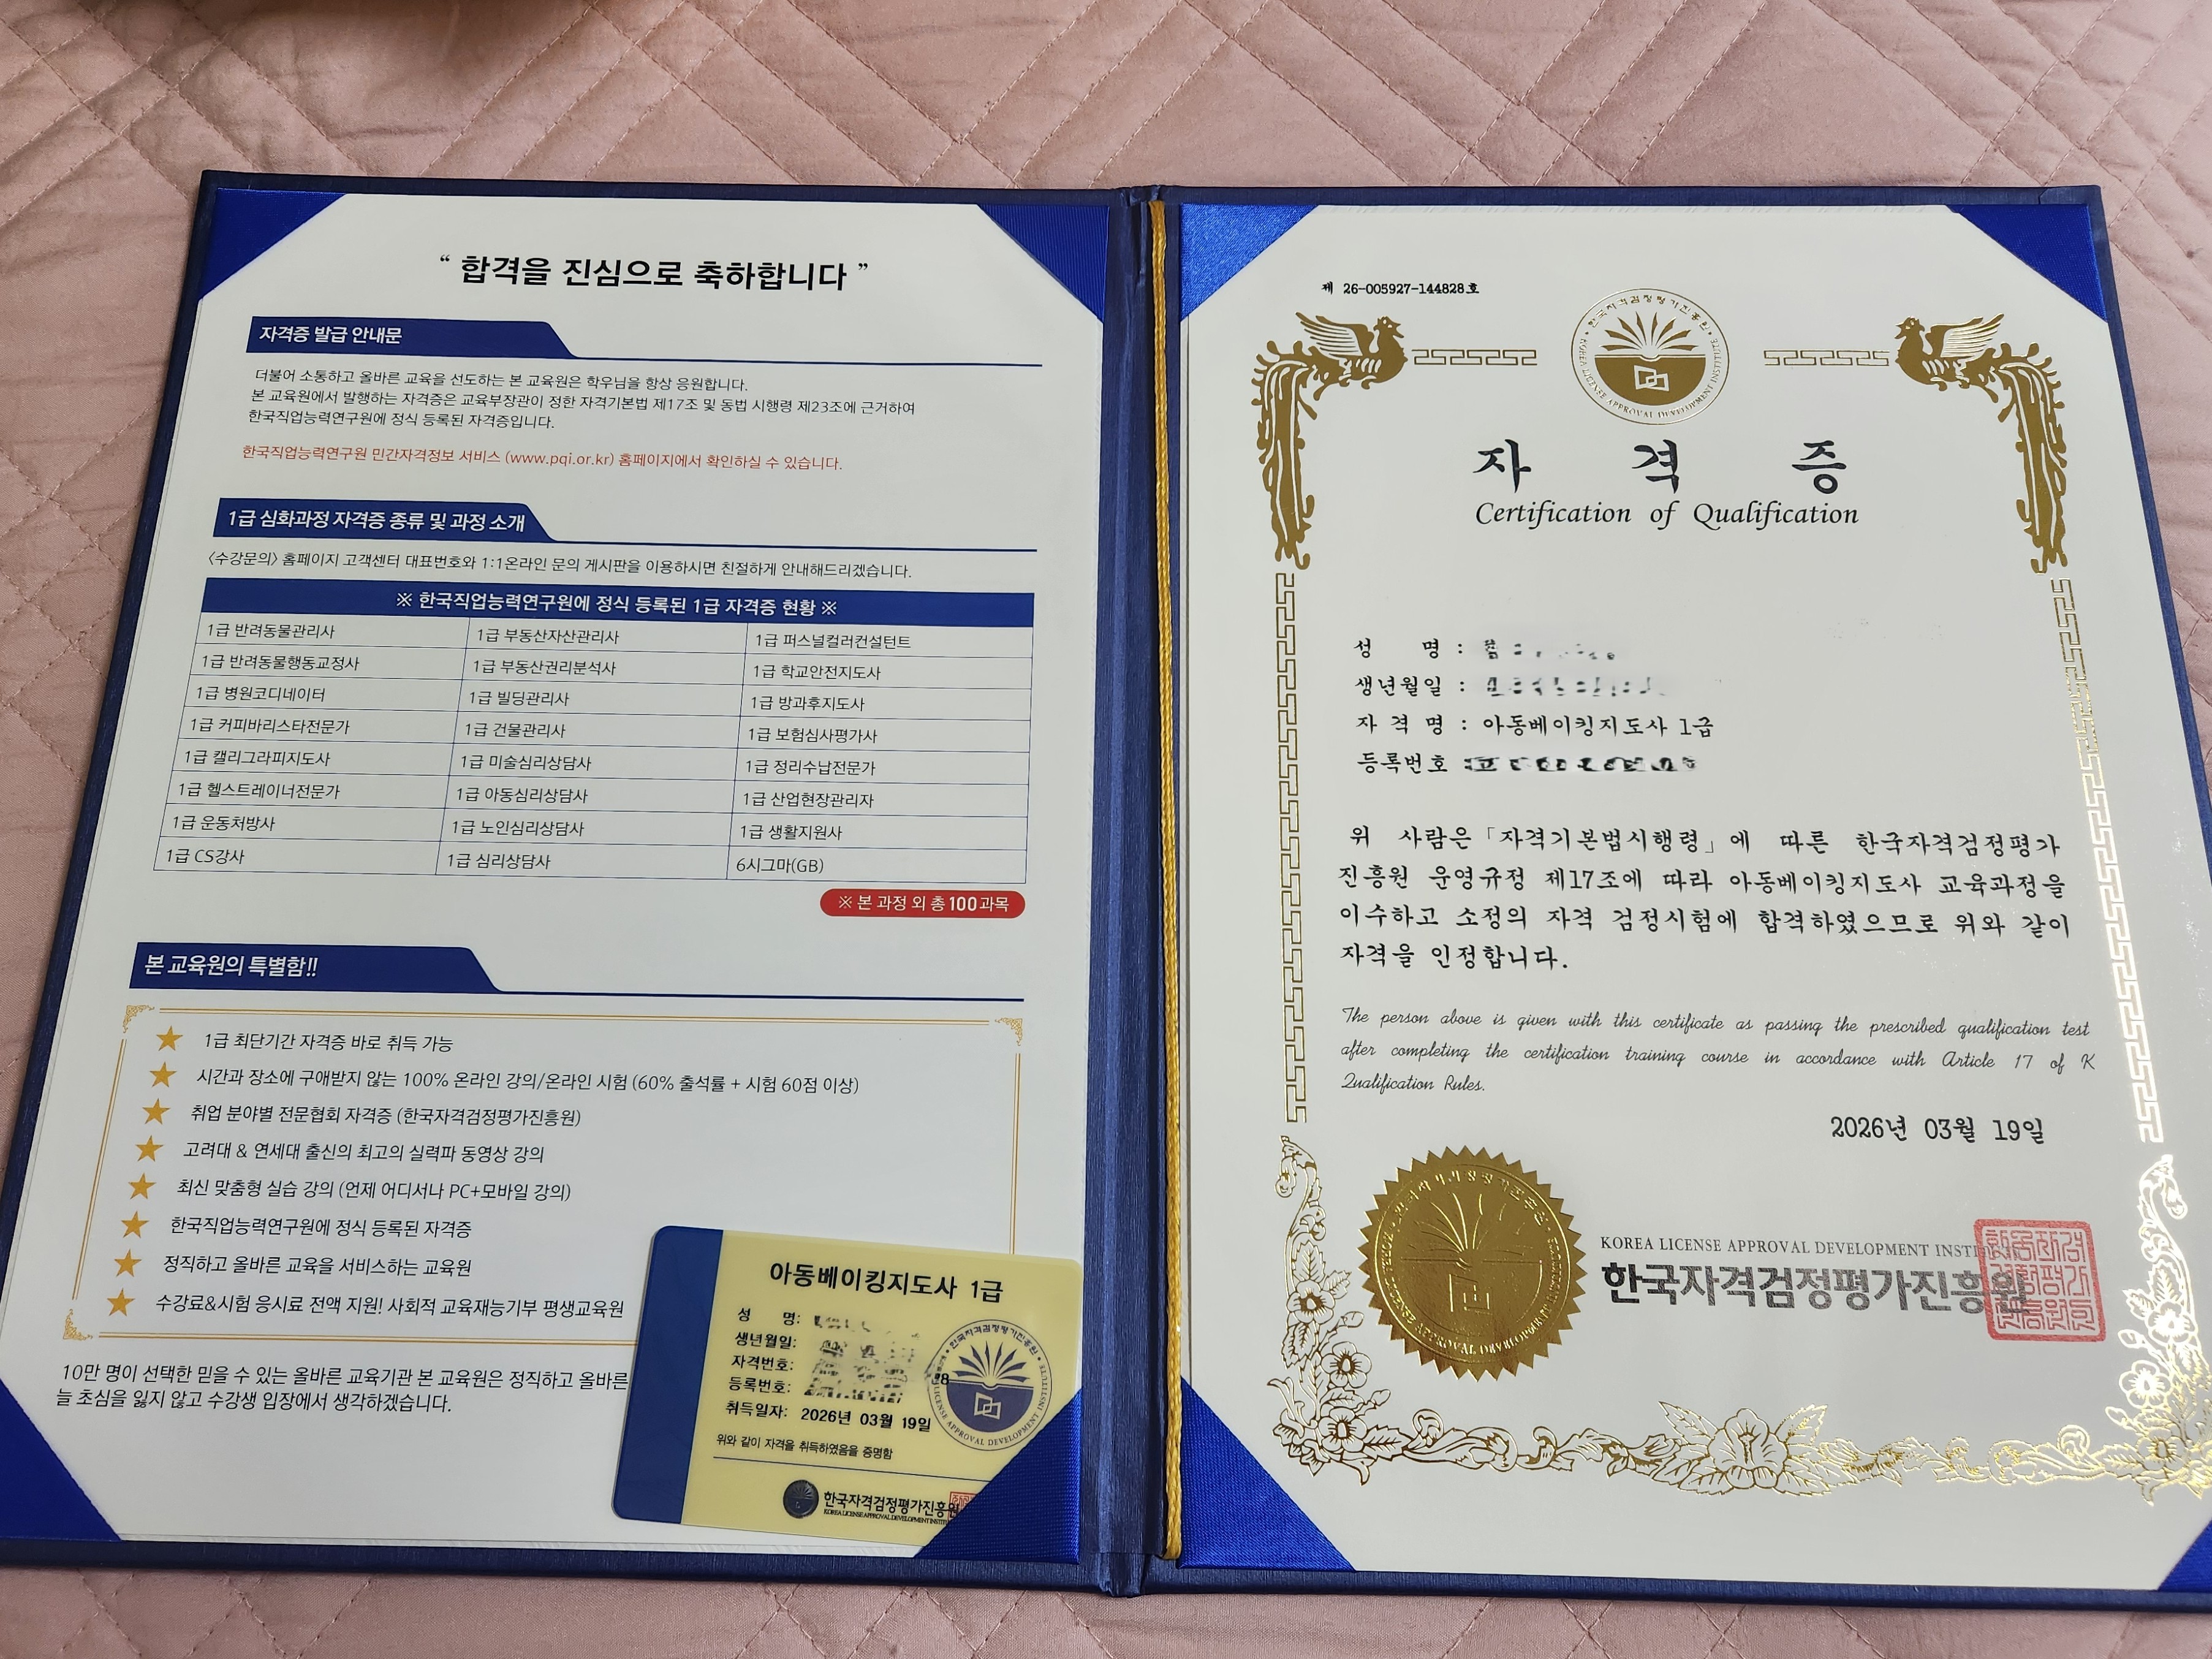 “ 합격을 진심으로 축하합니다 ”
자격증 발급 안내문
더불어 소통하고 올바른 교육을 선도하는 본 교육원은 학우님을 항상 응원합니다.
본 교육원에서 발행하는 자격증은 교육부장관이 정한 자격기본법 제17조 및 동법 시행령 제23조에 근거하여
한국직업능력연구원에 정식 등록된 자격증입니다.
한국직업능력연구원 민간자격정보 서비스 (www.pqi.or.kr) 홈페이지에서 확인하실 수 있습니다.
1급 심화과정 자격증 종류 및 과정 소개
<수강문의> 홈페이지 고객센터 대표번호와 1:1온라인 문의 게시판을 이용하시면 친절하게 안내해드리겠습니다.
※ 한국직업능력연구원에 정식 등록된 1급 자격증 현황 ※
1급 반려동물관리사 1급 부동산자산관리사 1급 퍼스널컬러컨설턴트
1급 반려동물행동교정사 1급 부동산권리분석사 1급 학교안전지도사
1급 병원코디네이터 1급 빌딩관리사 1급 방과후지도사
1급 커피바리스타전문가 1급 건물관리사 1급 보험심사평가사
1급 캘리그라피지도사 1급 미술심리상담사 1급 정리수납전문가
1급 헬스트레이너전문가 1급 아동심리상담사 1급 산업현장관리자
1급 운동처방사 1급 노인심리상담사 1급 생활지원사
1급 CS강사 1급 심리상담사 6시그마(GB)
※ 본 과정 외 총 100과목
본 교육원의 특별함!!
1급 최단기간 자격증 바로 취득 가능
시간과 장소에 구애받지 않는 100% 온라인 강의/온라인 시험 (60% 출석률 + 시험 60점 이상)
취업 분야별 전문협회 자격증 (한국자격검정평가진흥원)
고려대 & 연세대 출신의 최고의 실력파 동영상 강의
최신 맞춤형 실습 강의 (언제 어디서나 PC+모바일 강의)
한국직업능력연구원에 정식 등록된 자격증
정직하고 올바른 교육을 서비스하는 교육원
수강료&시험 응시료 전액 지원! 사회적 교육재능기부 평생교육원
10만 명이 선택한 믿을 수 있는 올바른 교육기관 본 교육원은 정직하고 올바른
늘 초심을 잃지 않고 수강생 입장에서 생각하겠습니다.
아동베이킹지도사 1급
성 명:
생년월일:
자격번호:
등록번호: 8
취득일자: 2026년 03월 19일
위와 같이 자격을 취득하였음을 증명함
한국자격검정평가진흥원
KOREA LICENSE APPROVAL DEVELOPMENT INSTIT
제 26-005927-144828호
한국자격검정평가진흥원
KOREA LICENSE APPROVAL DEVELOPMENT INSTITUTE
자 격 증
Certification of Qualification
성 명 :
생년월일 :
자 격 명 : 아동베이킹지도사 1급
등록번호 :
위 사람은「자격기본법시행령」에 따른 한국자격검정평가
진흥원 운영규정 제17조에 따라 아동베이킹지도사 교육과정을
이수하고 소정의 자격 검정시험에 합격하였으므로 위와 같이
자격을 인정합니다.
The person above is given with this certificate as passing the prescribed qualification test
after completing the certification training course in accordance with Article 17 of K
Qualification Rules.
2026년 03월 19일
KOREA LICENSE APPROVAL DEVELOPMENT INSTITUTE
한국자격검정평가진흥원